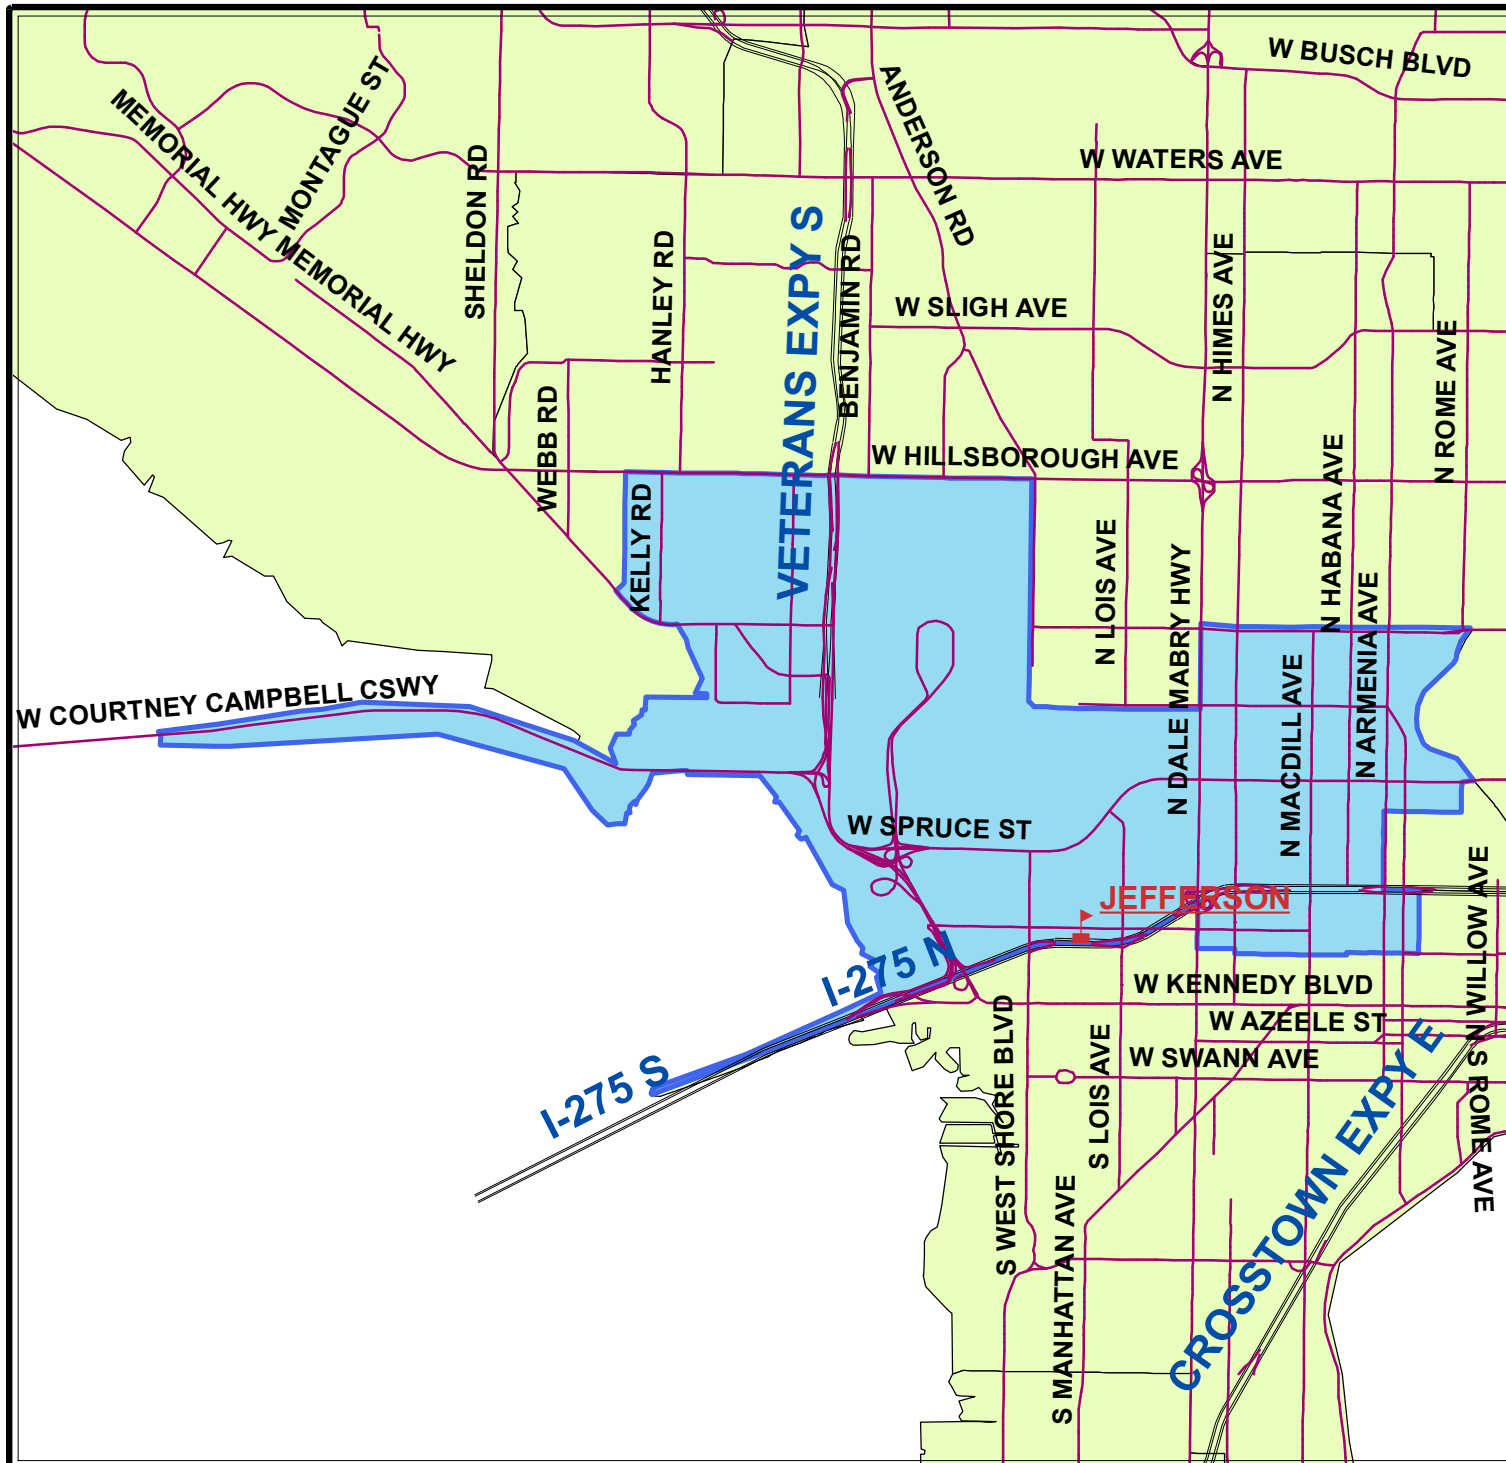 W BUSCH BLVD
MONTAGUE ST
ANDERSON RD
MEMORIAL HWY
W WATERS AVE
SHELDON RD
MEMORIAL HWY
HANLEY RD
VETERANS EXPY S
BENJAMIN RD
W SLIGH AVE
N HIMES AVE
N ROME AVE
WEBB RD
W HILLSBOROUGH AVE
KELLY RD
N LOIS AVE
N DALE MABRY HWY
N HABANA AVE
N ARMENIA AVE
N MACDILL AVE
W COURTNEY CAMPBELL CSWY
W SPRUCE ST
JEFFERSON
N WILLOW AVE
I-275 N
W KENNEDY BLVD
W AZEELE ST
W SWANN AVE
I-275 S
S WEST SHORE BLVD
S LOIS AVE
S ROME AVE
CROSSTOWN EXPY E
S MANHATTAN AVE